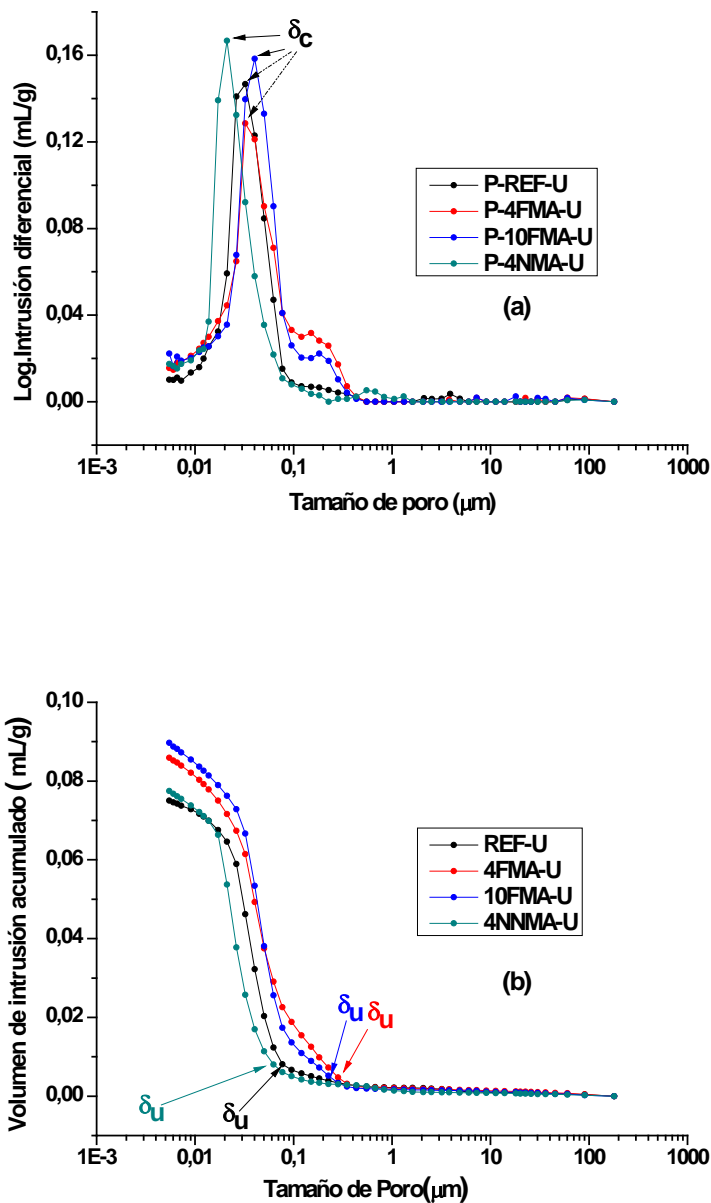 δc
0,16
0,12
0,08
0,04
0,00
Log.Intrusión diferencial (mL/g)
P-REF-U
P-4FMA-U
P-10FMA-U
P-4NMA-U
(a)
1E-3
0,01
0,1
1
10
100
1000
Tamaño de poro (μm)
0,10
0,08
0,06
0,04
0,02
0,00
Volumen de intrusión acumulado ( mL/g)
REF-U
4FMA-U
10FMA-U
4NNMA-U
(b)
δu δu
δu δu
1E-3
0,01
0,1
1
10
100
1000
Tamaño de Poro(μm)